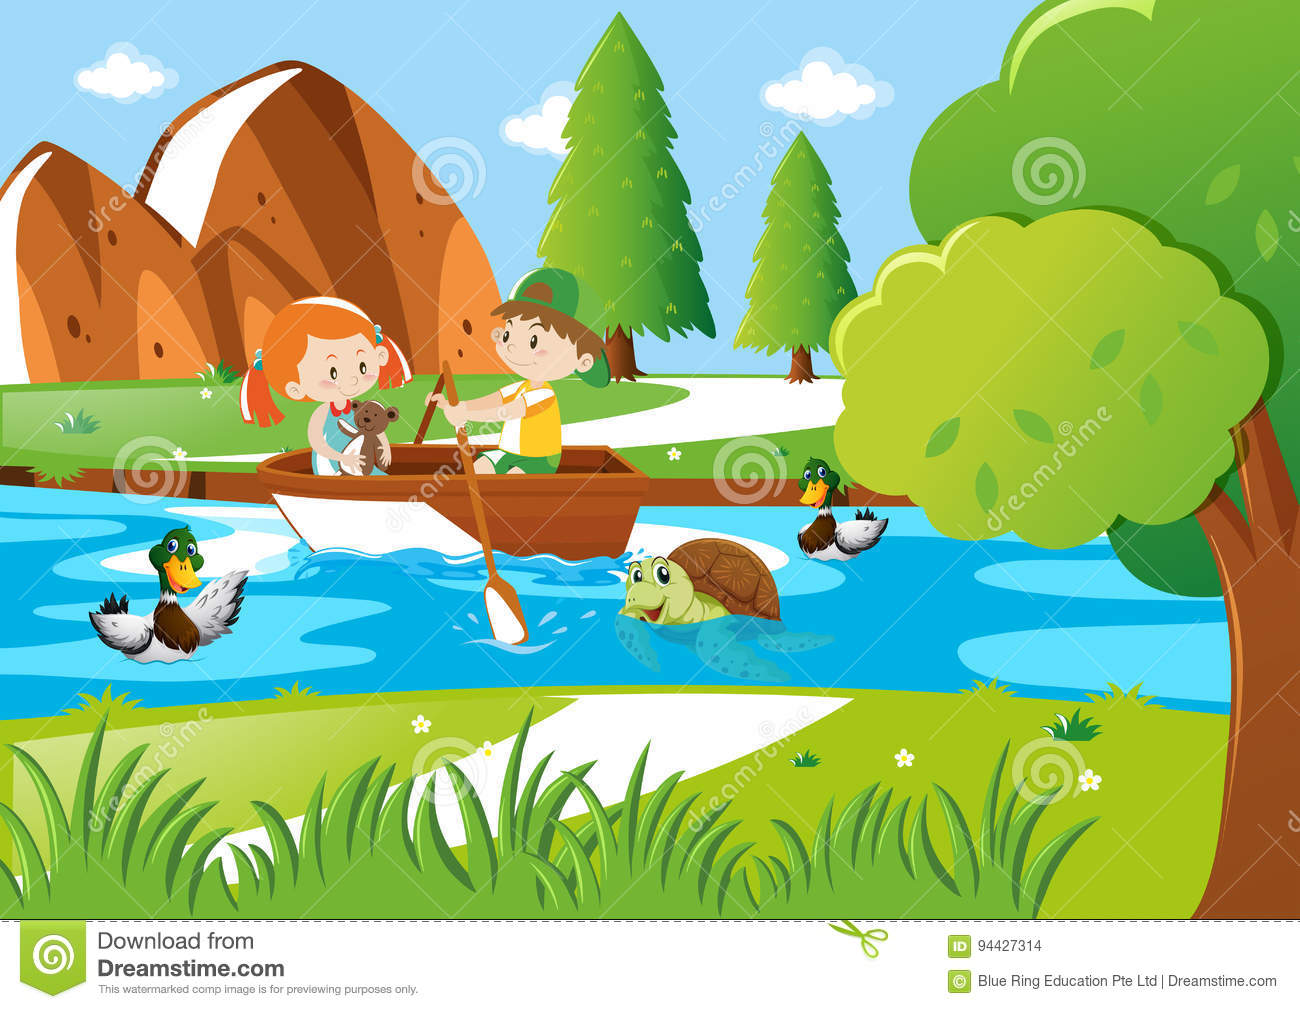 Download from
Dreamstime.com
This watermarked comp image is for previewing purposes only.
ID 94427314
© Blue Ring Education Pte Ltd | Dreamstime.com